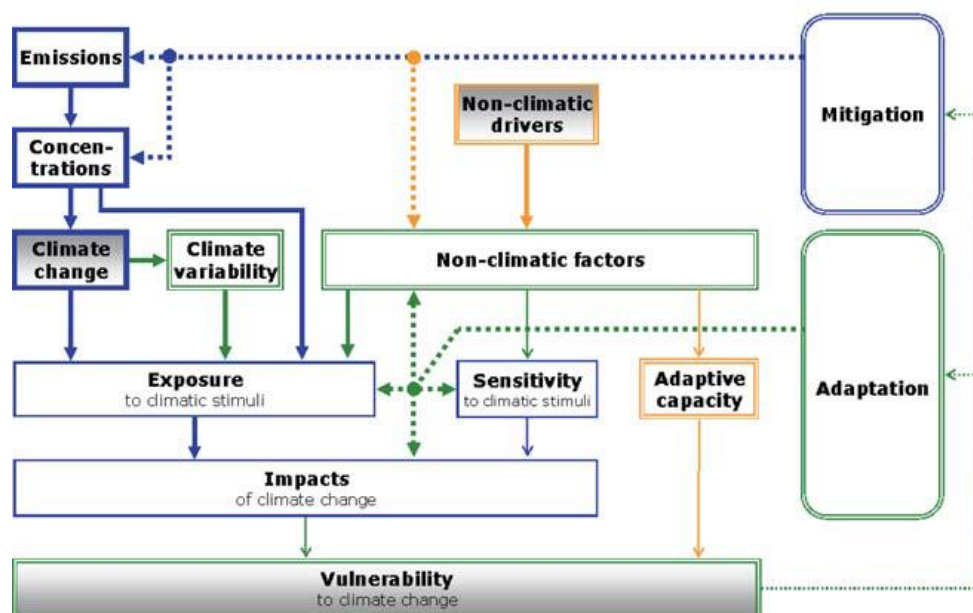 Emissions
Mitigation
Non-climatic
drivers
Concen-
trations
Climate
change
Climate
variability
Non-climatic factors
Exposure
to climatic stimuli
Sensitivity
to climatic stimuli
Adaptive
capacity
Adaptation
Impacts
of climate change
Vulnerability
to climate change